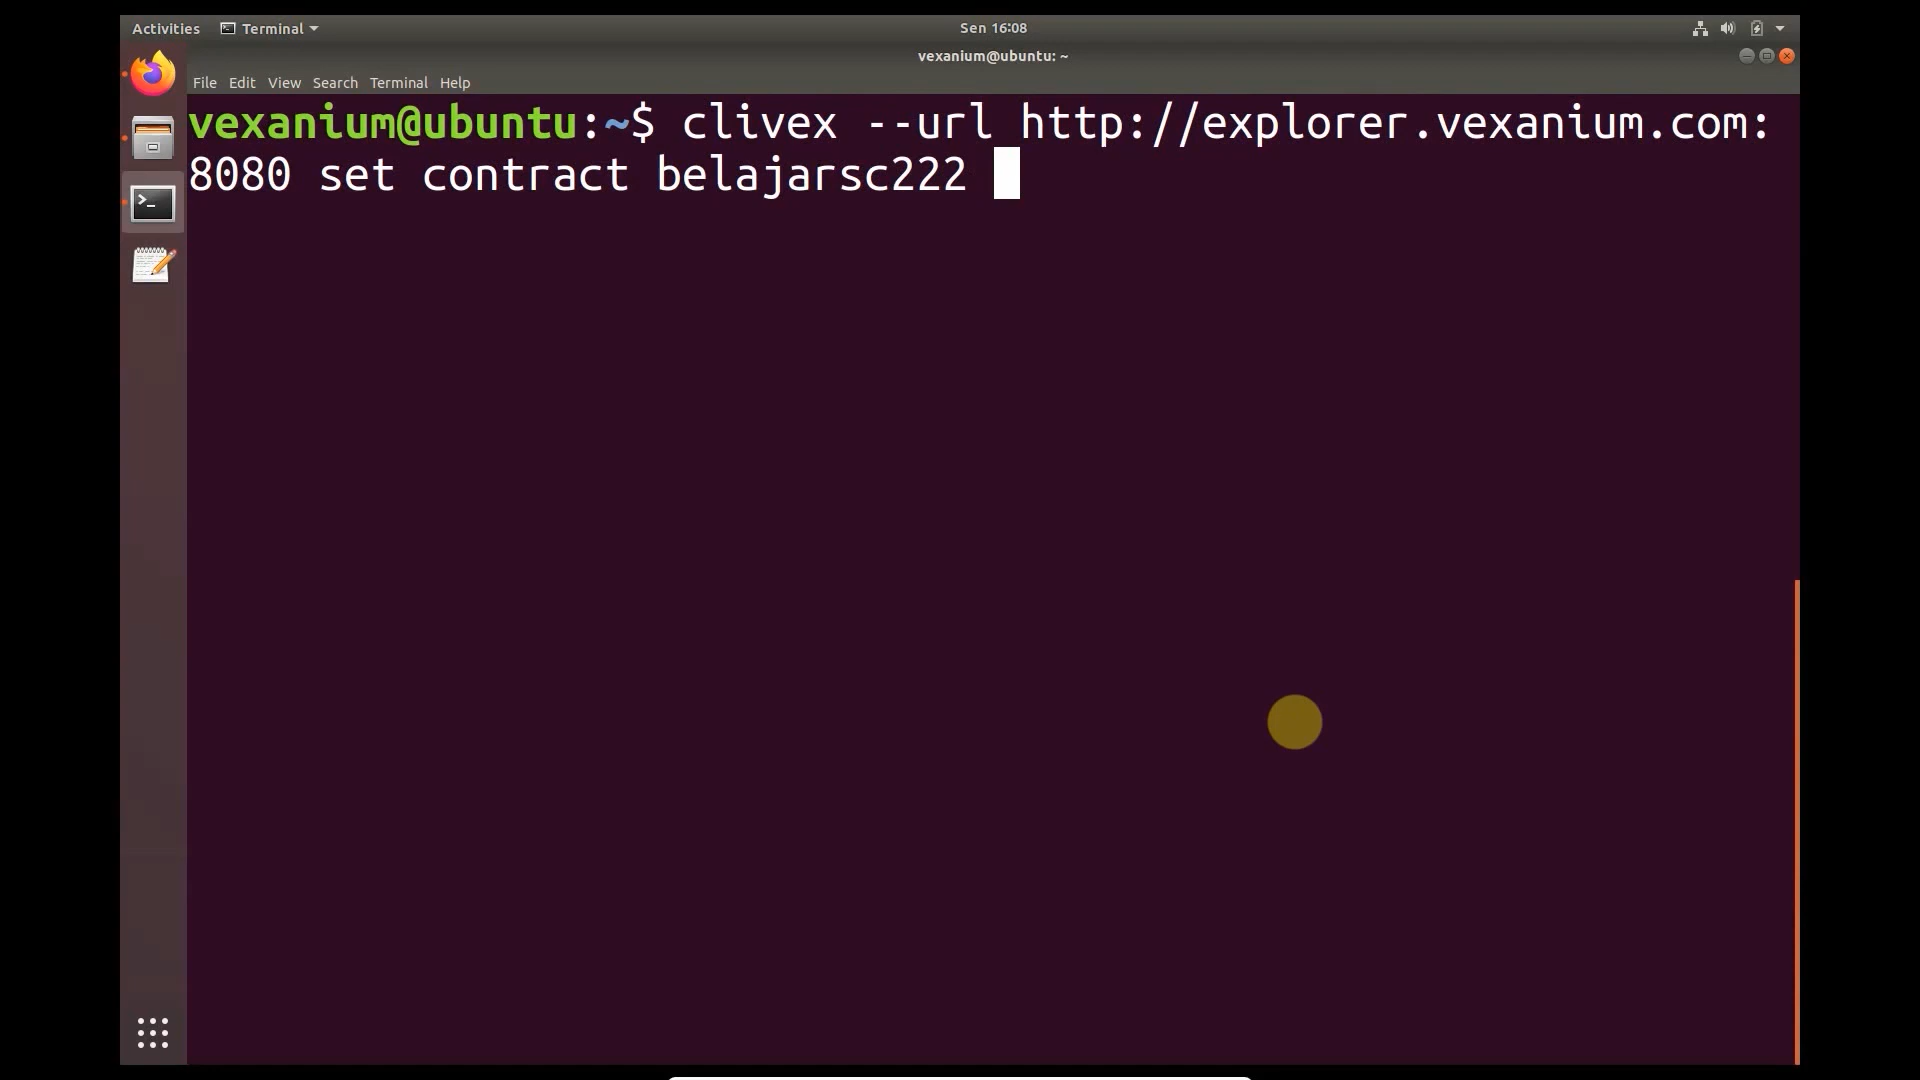 Activities Terminal Sen 16:08
vexanium@ubuntu: ~
File Edit View Search Terminal Help
vexanium@ubuntu:~$ clivex --url http://explorer.vexanium.com:
8080 set contract belajarsc222